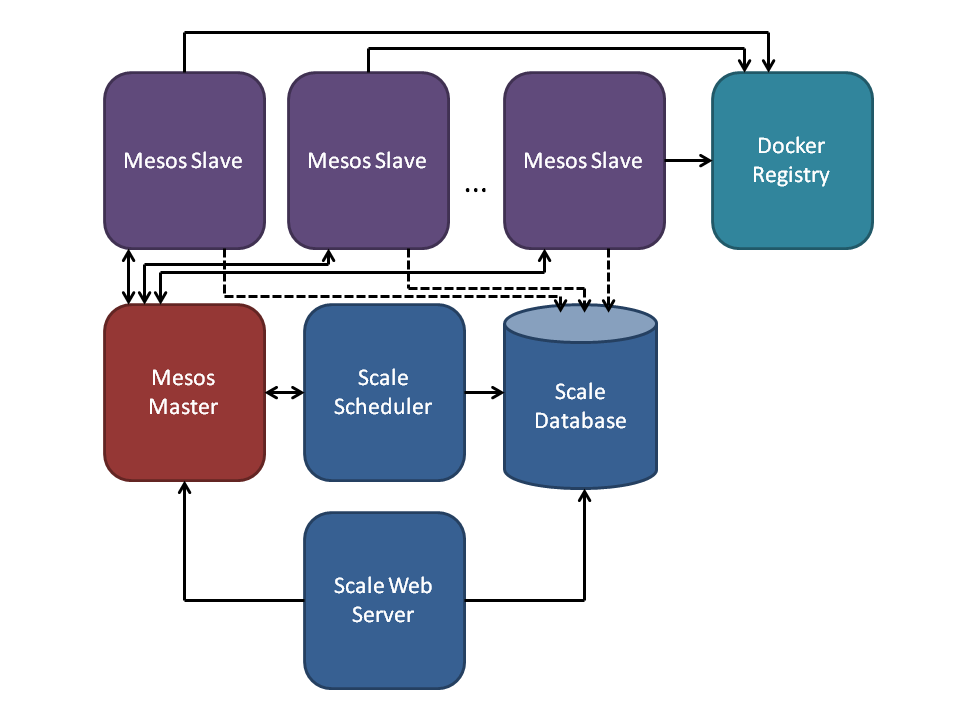 Mesos Slave
Mesos Slave
...
Mesos Slave
Docker
Registry
Mesos
Master
Scale
Scheduler
Scale
Database
Scale Web
Server